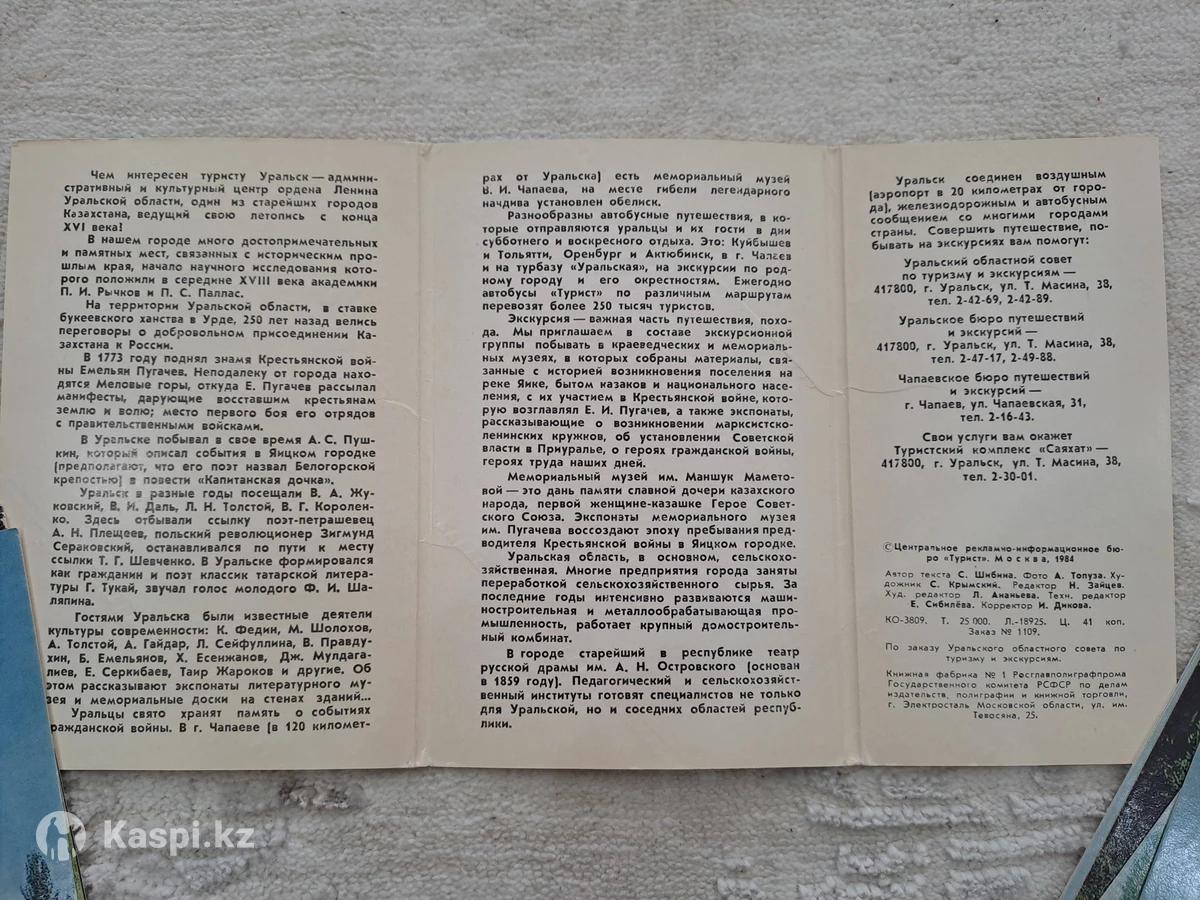 Чем интересен туристу Уральск — админи-
стративный и культурный центр ордена Ленина
Уральской области, один из старейших городов
Казахстана, ведущий свою летопись с конца
XVI века!
В нашем городе много достопримечательных
и памятных мест, связанных с историческим про-
шлым края, начало научного исследования кото-
рого положили в середине XVIII века академики
П. И. Рычков и П. С. Паллас.
На территории Уральской области, в ставке
букеевского ханства в Урде, 250 лет назад велись
переговоры о добровольном присоединении Ка-
захстана к России.
В 1773 году поднял знамя Крестьянской вой-
ны Емельян Пугачев. Неподалеку от города нахо-
дятся Меловые горы, откуда Е. Пугачев рассылал
манифесты, дарующие восставшим крестьянам
землю и волю; место первого боя его отрядов
с правительственными войсками.
В Уральске побывал в свое время А. С. Пуш-
кин, который описал события в Яицком городке
(предполагают, что его поэт назвал Белогорской
крепостью) в повести «Капитанская дочка».
Уральск в разные годы посещали В. А. Жу-
ковский, В. И. Даль, Л. Н. Толстой, В. Г. Королен-
ко. Здесь отбывали ссылку поэт-петрашевец
А. Н. Плещеев, польский революционер Зигмунд
Сераковский, останавливался по пути к месту
ссылки Т. Г. Шевченко. В Уральске формировался
как гражданин и поэт классик татарской литера-
туры Г. Тукай, звучал голос молодого Ф. И. Ша-
ляпина.
Гостями Уральска были известные деятели
культуры современности: К. Федин, М. Шолохов,
А. Толстой, А. Гайдар, Л. Сейфуллина, В. Правду-
хин, Б. Емельянов, Х. Есенжанов, Дж. Мулдага-
лиев, Е. Серкибаев, Таир Жароков и другие. Об
этом рассказывают экспонаты литературного му-
зея и мемориальные доски на стенах зданий...
Уральцы свято хранят память о событиях
гражданской войны. В г. Чапаеве (в 120 километ-
рах от Уральска) есть мемориальный музей
В. И. Чапаева, на месте гибели легендарного
начдива установлен обелиск.
Разнообразны автобусные путешествия, в ко-
торые отправляются уральцы и их гости в дни
субботнего и воскресного отдыха. Это: Куйбышев
и Тольятти, Оренбург и Актюбинск, в г. Чапаев
и на турбазу «Уральская», на экскурсии по род-
ному городу и его окрестностям. Ежегодно
автобусы «Турист» по различным маршрутам
перевозят более 250 тысяч туристов.
Экскурсия — важная часть путешествия, похо-
да. Мы приглашаем в составе экскурсионной
группы побывать в краеведческих и мемориаль-
ных музеях, в которых собраны материалы, свя-
занные с историей возникновения поселения на
реке Яике, бытом казаков и национального насе-
ления, с их участием в Крестьянской войне, кото-
рую возглавлял Е. И. Пугачев, а также экспонаты,
рассказывающие о возникновении марксистско-
ленинских кружков, об установлении Советской
власти в Приуралье, о героях гражданской войны,
героях труда наших дней.
Мемориальный музей им. Маншук Маметo-
вой — это дань памяти славной дочери казахского
народа, первой женщине-казашке Герое Совет-
ского Союза. Экспонаты мемориального музея
им. Пугачева воссоздают эпоху пребывания пред-
водителя Крестьянской войны в Яицком городке.
Уральская область, в основном, сельскохо-
зяйственная. Многие предприятия города заняты
переработкой сельскохозяйственного сырья. За
последние годы интенсивно развиваются маши-
ностроительная и металлообрабатывающая про-
мышленность, работает крупный домостроитель-
ный комбинат.
В городе старейший в республике театр
русской драмы им. А. Н. Островского (основан
в 1859 году). Педагогический и сельскохозяйст-
венный институты готовят специалистов не только
для Уральской, но и соседних областей респуб-
лики.
Уральск соединен воздушным
(аэропорт в 20 километрах от горо-
да), железнодорожным и автобусным
сообщением со многими городами
страны. Совершить путешествие, по-
бывать на экскурсиях вам помогут:
Уральский областной совет
по туризму и экскурсиям —
417800, г. Уральск, ул. Т. Масина, 38,
тел. 2-42-69, 2-42-89.
Уральское бюро путешествий
и экскурсий —
417800, г. Уральск, ул. Т. Масина, 38,
тел. 2-47-17, 2-49-88.
Чапаевское бюро путешествий
и экскурсий —
г. Чапаев, ул. Чапаевская, 31,
тел. 2-16-43.
Свои услуги вам окажет
Туристский комплекс «Саяхат» —
417800, г. Уральск, ул. Т. Масина, 38,
тел. 2-30-01.
© Центральное рекламно-информационное бю-
ро «Турист». Москва, 1984
Автор текста С. Шибина. Фото А. Топуза. Ху-
дожник С. Крымский. Редактор Н. Зайцев.
Худ. редактор Л. Ананьева. Техн. редактор
Е. Сибилёва. Корректор И. Дикова.
КО-3809. Т. 25 000. Л.-18925. Ц. 41 коп.
Заказ № 1109.
По заказу Уральского областного совета по
туризму и экскурсиям.
Книжная фабрика № 1 Росглавполиграфпрома
Государственного комитета РСФСР по делам
издательств, полиграфии и книжной торговли,
г. Электросталь Московской области, ул. им.
Тевосяна, 25.
Kaspi.kz